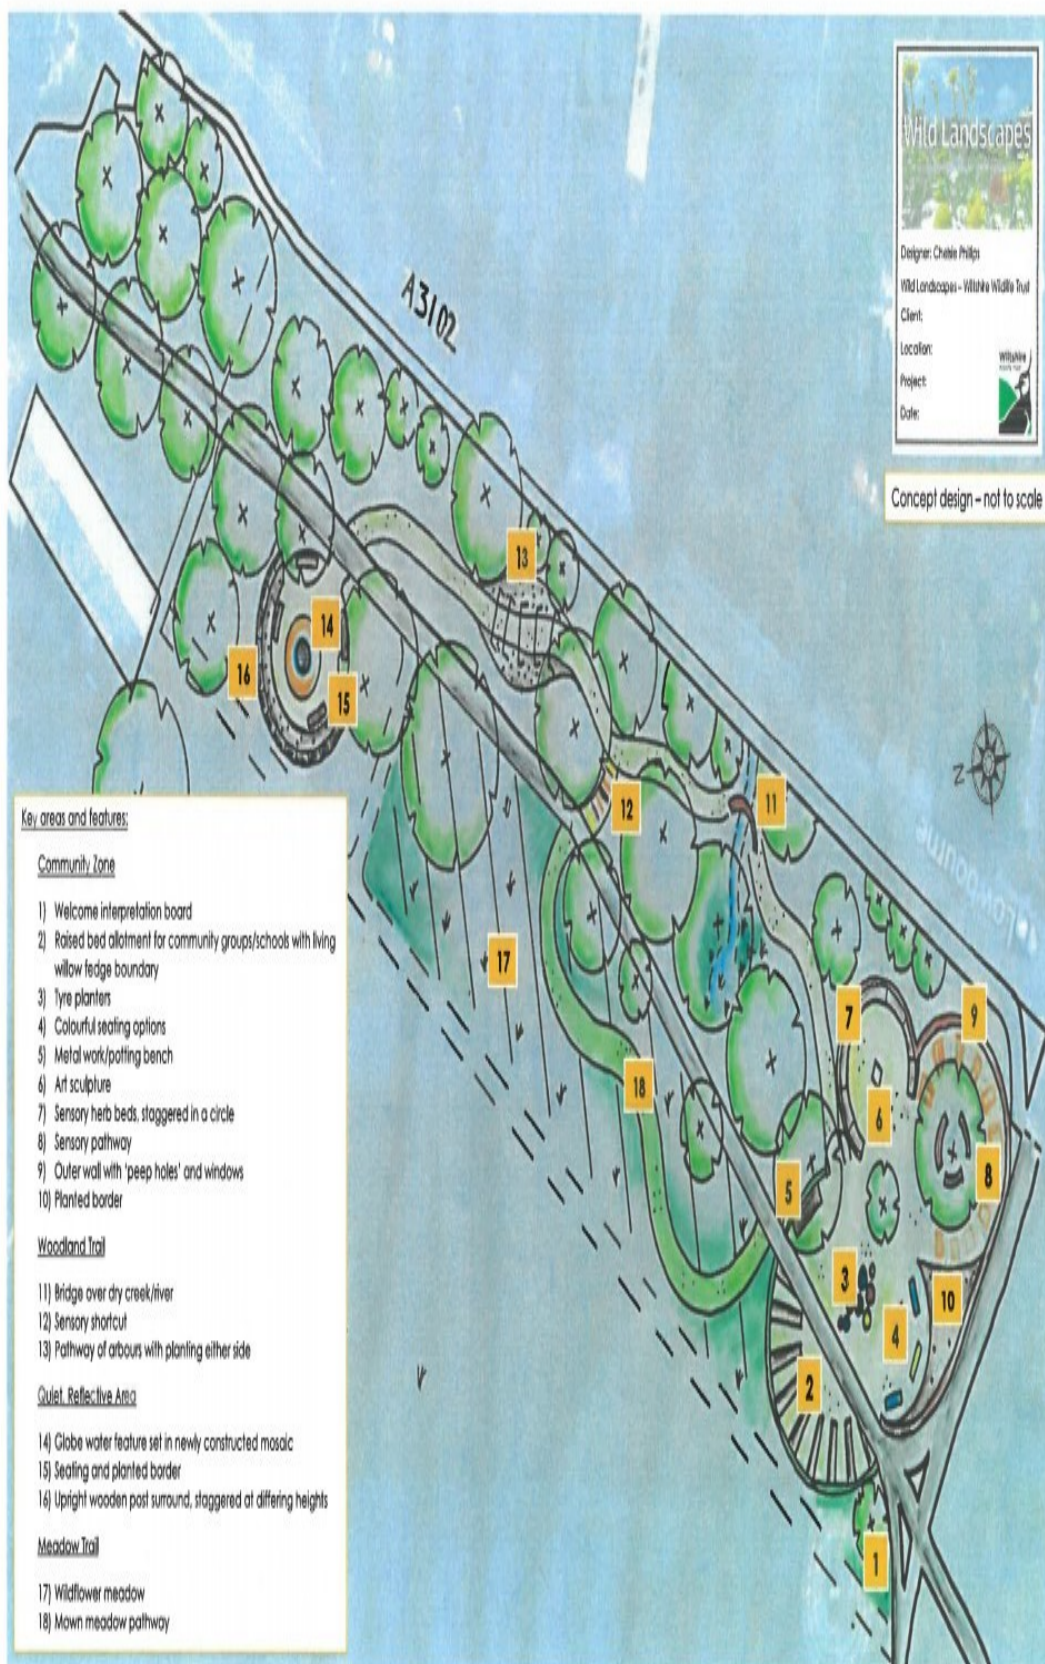 Wild Landscapes
Designer: Chelsie Phillips
Wild Landscapes – Wiltshire Wildlife Trust
Client:
Location:
Project:
Date:
Wiltshire
Concept design – not to scale
A3102
13
14
16
15
12
11
N
17
7
9
18
6
8
5
3
10
4
2
1
Key areas and features:
Community Zone
1) Welcome interpretation board
2) Raised bed allotment for community groups/schools with living
willow fedge boundary
3) Tyre planters
4) Colourful seating options
5) Metal work/potting bench
6) Art sculpture
7) Sensory herb beds, staggered in a circle
8) Sensory pathway
9) Outer wall with 'peep holes' and windows
10) Planted border
Woodland Trail
11) Bridge over dry creek/river
12) Sensory shortcut
13) Pathway of arbours with planting either side
Quiet, Reflective Area
14) Globe water feature set in newly constructed mosaic
15) Seating and planted border
16) Upright wooden post surround, staggered at differing heights
Meadow Trail
17) Wildflower meadow
18) Mown meadow pathway